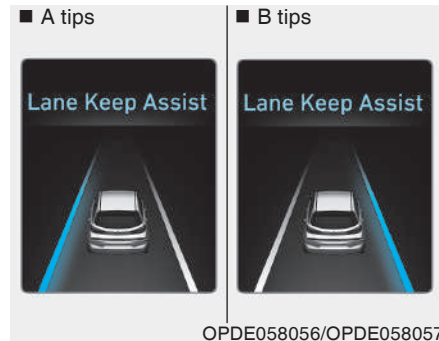 ■ A tips
■ B tips
Lane Keep Assist
Lane Keep Assist
OPDE058056/OPDE058057